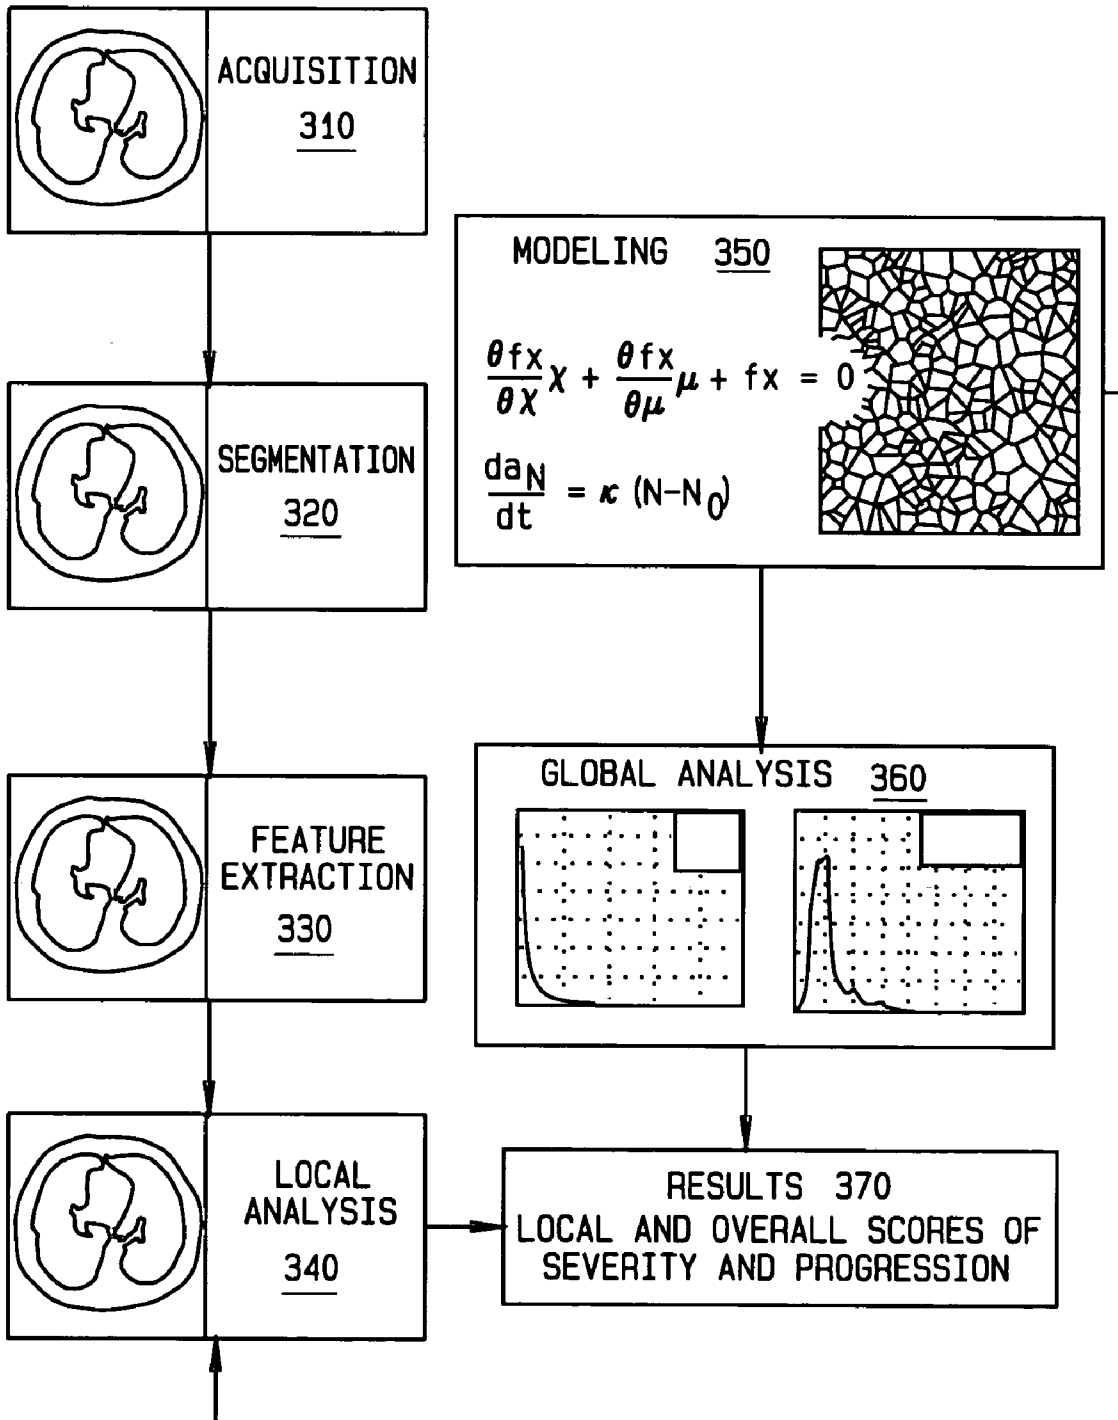 ACQUISITION
310
SEGMENTATION
320
FEATURE
EXTRACTION
330
LOCAL
ANALYSIS
340
MODELING 350
θfx/θχ χ + θfx/θμ μ + fx = 0
da_N/dt = κ (N-N_0)
GLOBAL ANALYSIS 360
RESULTS 370
LOCAL AND OVERALL SCORES OF
SEVERITY AND PROGRESSION